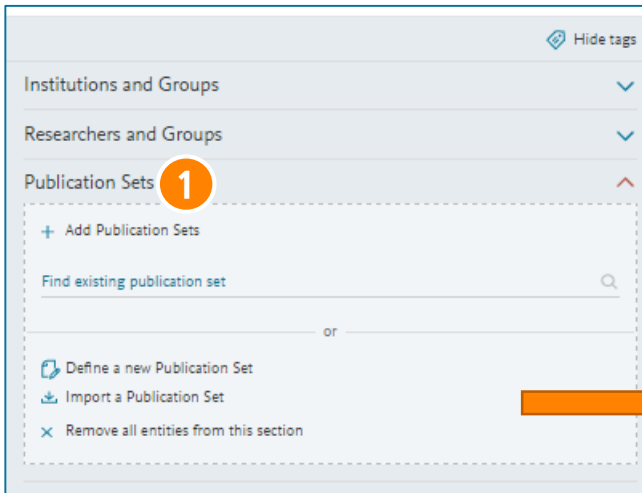 Hide tags
Institutions and Groups
Researchers and Groups
Publication Sets 1
+ Add Publication Sets
Find existing publication set
or
Define a new Publication Set
Import a Publication Set
× Remove all entities from this section